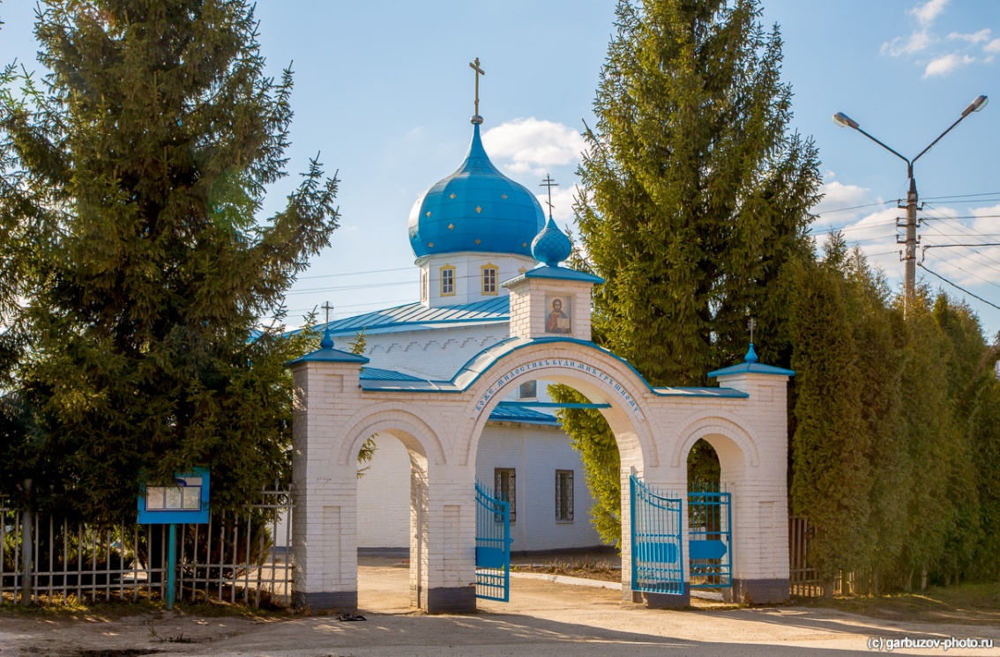 БОЖЕ, МИЛОСТИВЪ БУДИ МНѢ ГРѢШНОМУ.
(c) garbuzov-photo.ru